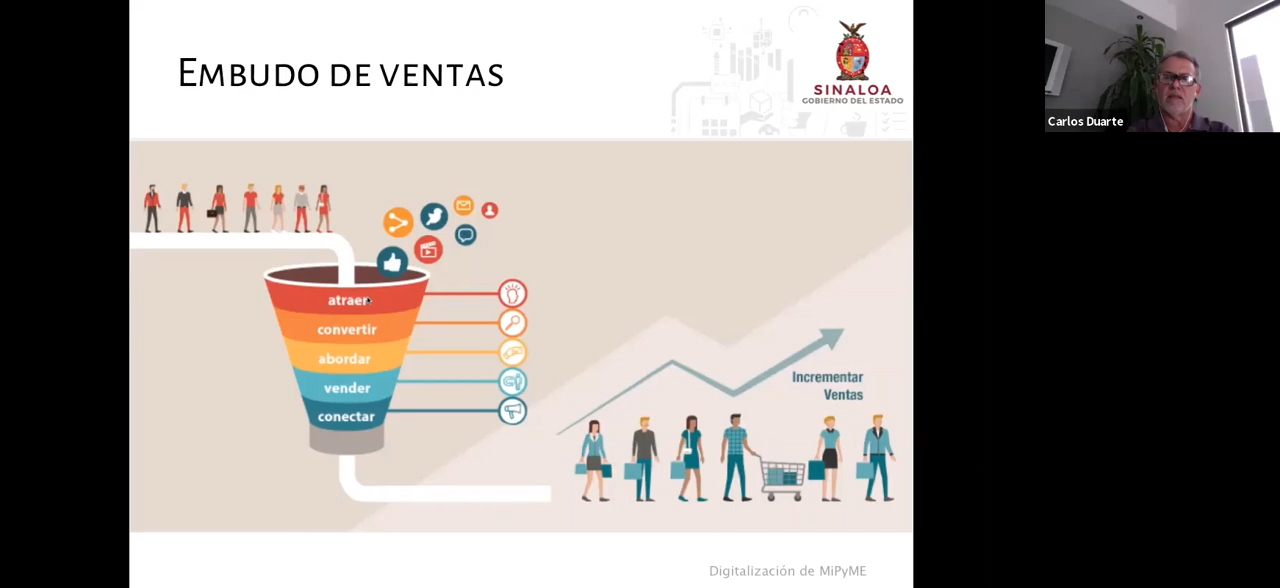 EMBUDO DE VENTAS
SINALOA
GOBIERNO DEL ESTADO
Carlos Duarte
atraer
convertir
abordar
vender
conectar
Incrementar
Ventas
Digitalización de MiPyME